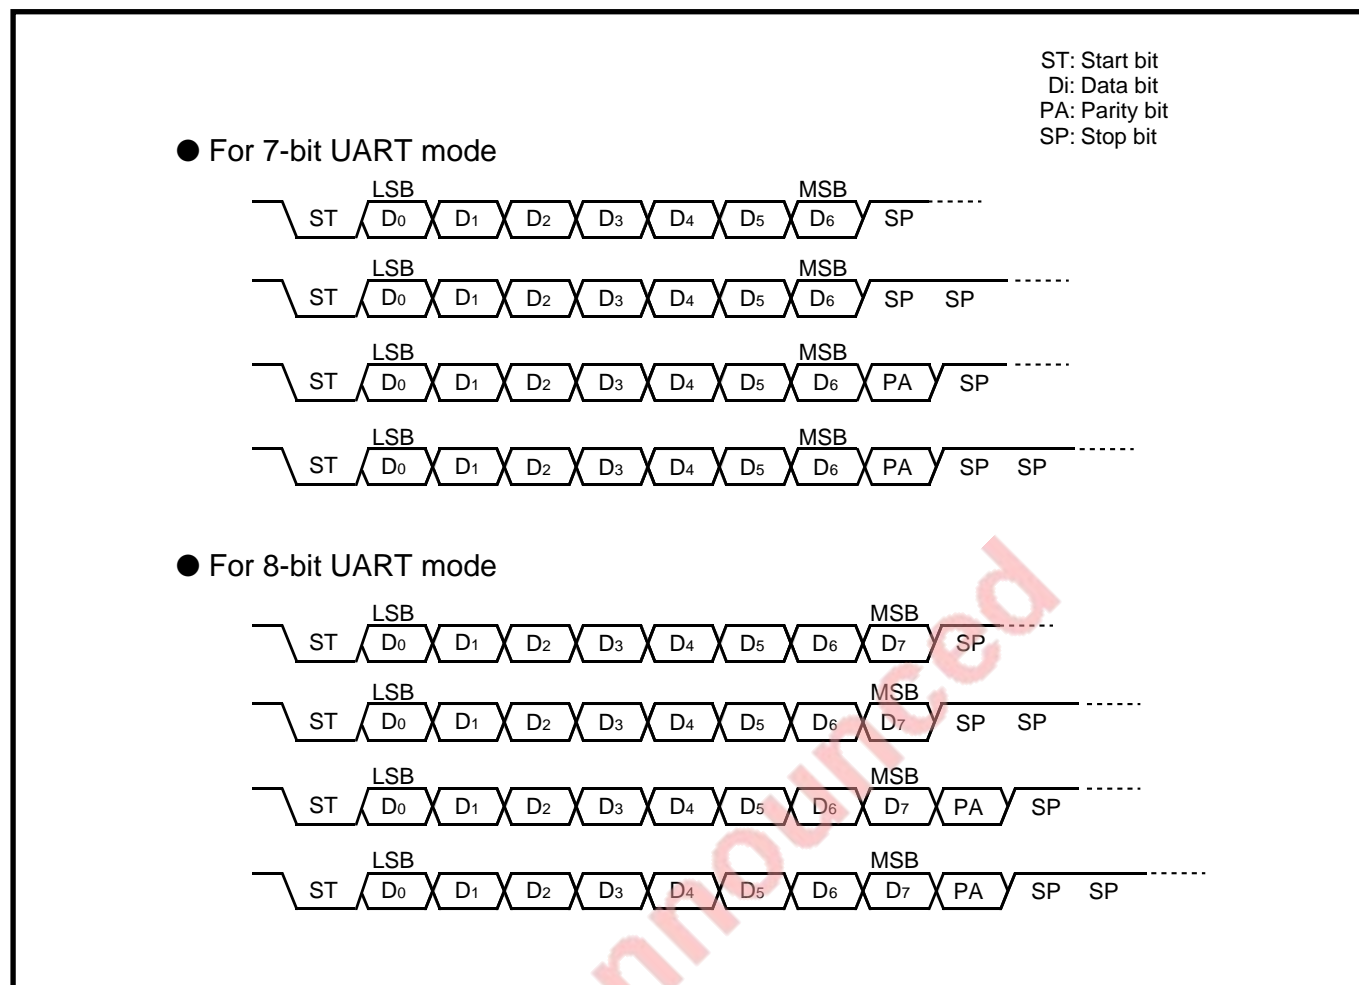 ST: Start bit
Di: Data bit
PA: Parity bit
SP: Stop bit
● For 7-bit UART mode
LSB MSB
ST D0 D1 D2 D3 D4 D5 D6 SP
LSB MSB
ST D0 D1 D2 D3 D4 D5 D6 SP SP
LSB MSB
ST D0 D1 D2 D3 D4 D5 D6 PA SP
LSB MSB
ST D0 D1 D2 D3 D4 D5 D6 PA SP SP
● For 8-bit UART mode
LSB MSB
ST D0 D1 D2 D3 D4 D5 D6 D7 SP
LSB MSB
ST D0 D1 D2 D3 D4 D5 D6 D7 SP SP
LSB MSB
ST D0 D1 D2 D3 D4 D5 D6 D7 PA SP
LSB MSB
ST D0 D1 D2 D3 D4 D5 D6 D7 PA SP SP
nnounced